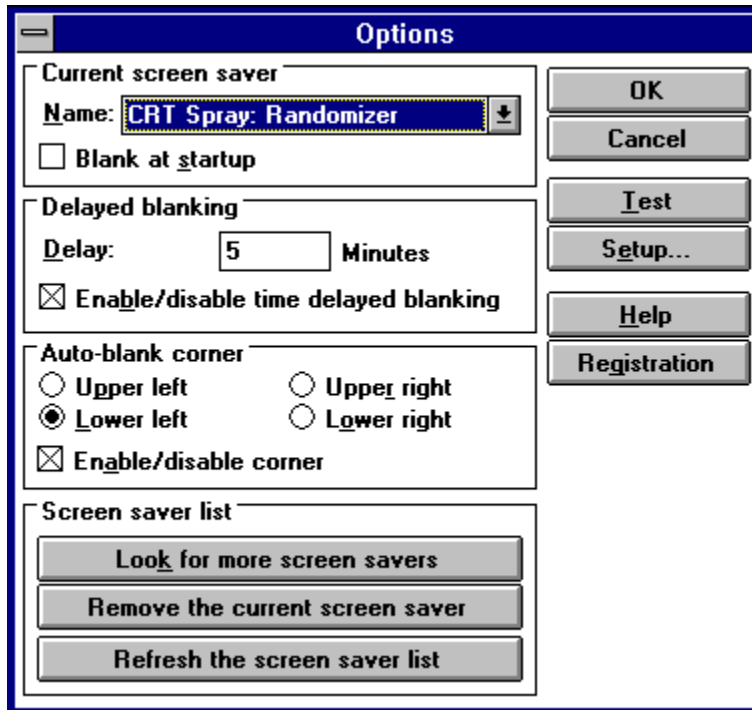 Options
Current screen saver
Name: CRT Spray: Randomizer
Blank at startup
Delayed blanking
Delay: 5 Minutes
Enable/disable time delayed blanking
Auto-blank corner
Upper left
Upper right
Lower left
Lower right
Enable/disable corner
Screen saver list
Look for more screen savers
Remove the current screen saver
Refresh the screen saver list
OK
Cancel
Test
Setup...
Help
Registration